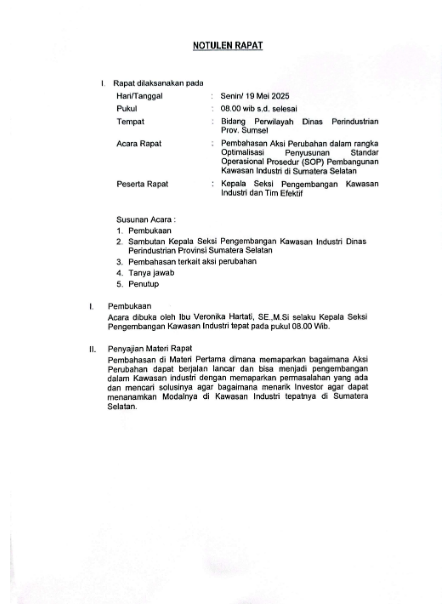 NOTULEN RAPAT
I. Rapat dilaksanakan pada
Hari/Tanggal : Senin/ 19 Mei 2025
Pukul : 08.00 wib s.d. selesai
Tempat : Bidang Perwilayah Dinas Perindustrian
Prov. Sumsel
Acara Rapat : Pembahasan Aksi Perubahan dalam rangka
Optimalisasi Penyusunan Standar
Operasional Prosedur (SOP) Pembangunan
Kawasan Industri di Sumatera Selatan
Peserta Rapat : Kepala Seksi Pengembangan Kawasan
Industri dan Tim Efektif
Susunan Acara :
1. Pembukaan
2. Sambutan Kepala Seksi Pengembangan Kawasan Industri Dinas
Perindustrian Provinsi Sumatera Selatan
3. Pembahasan terkait aksi perubahan
4. Tanya jawab
5. Penutup
I. Pembukaan
Acara dibuka oleh Ibu Veronika Hartati, SE.,M.Si selaku Kepala Seksi
Pengembangan Kawasan Industri tepat pada pukul 08.00 Wib.
II. Penyajian Materi Rapat
Pembahasan di Materi Pertama dimana memaparkan bagaimana Aksi
Perubahan dapat berjalan lancar dan bisa menjadi pengembangan
dalam Kawasan industri dengan memaparkan permasalahan yang ada
dan mencari solusinya agar bagaimana menarik Investor agar dapat
menanamkan Modalnya di Kawasan Industri tepatnya di Sumatera
Selatan.